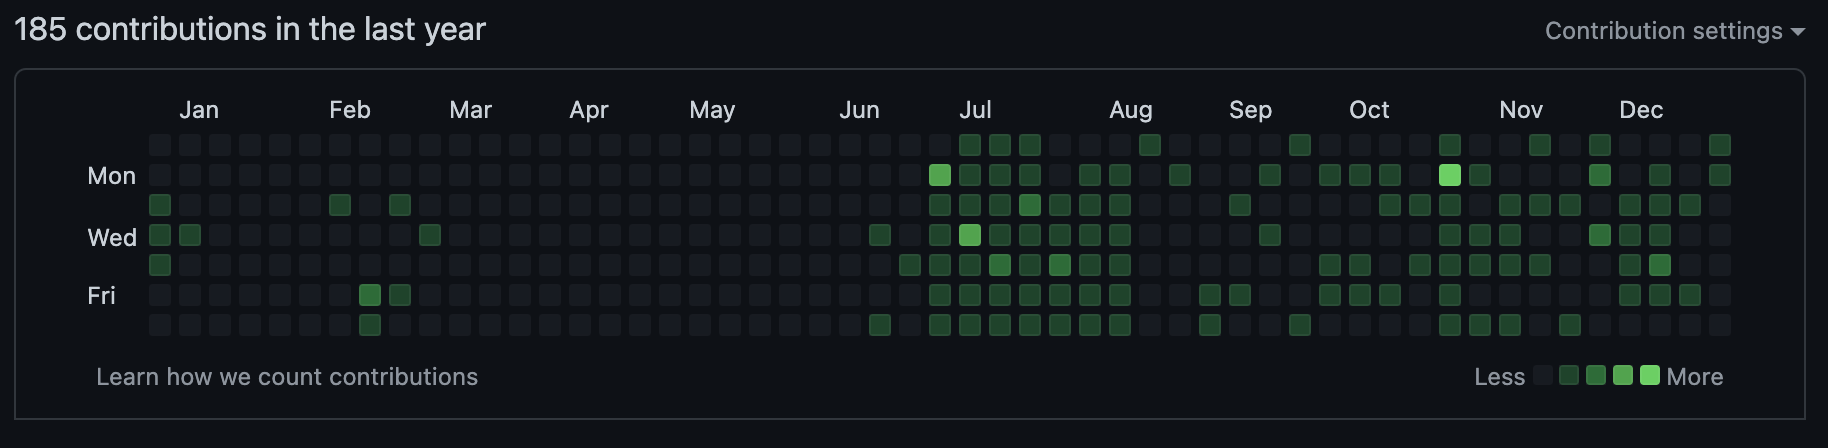 185 contributions in the last year
Contribution settings
Jan Feb Mar Apr May Jun Jul Aug Sep Oct Nov Dec
Mon
Wed
Fri
Learn how we count contributions
Less More